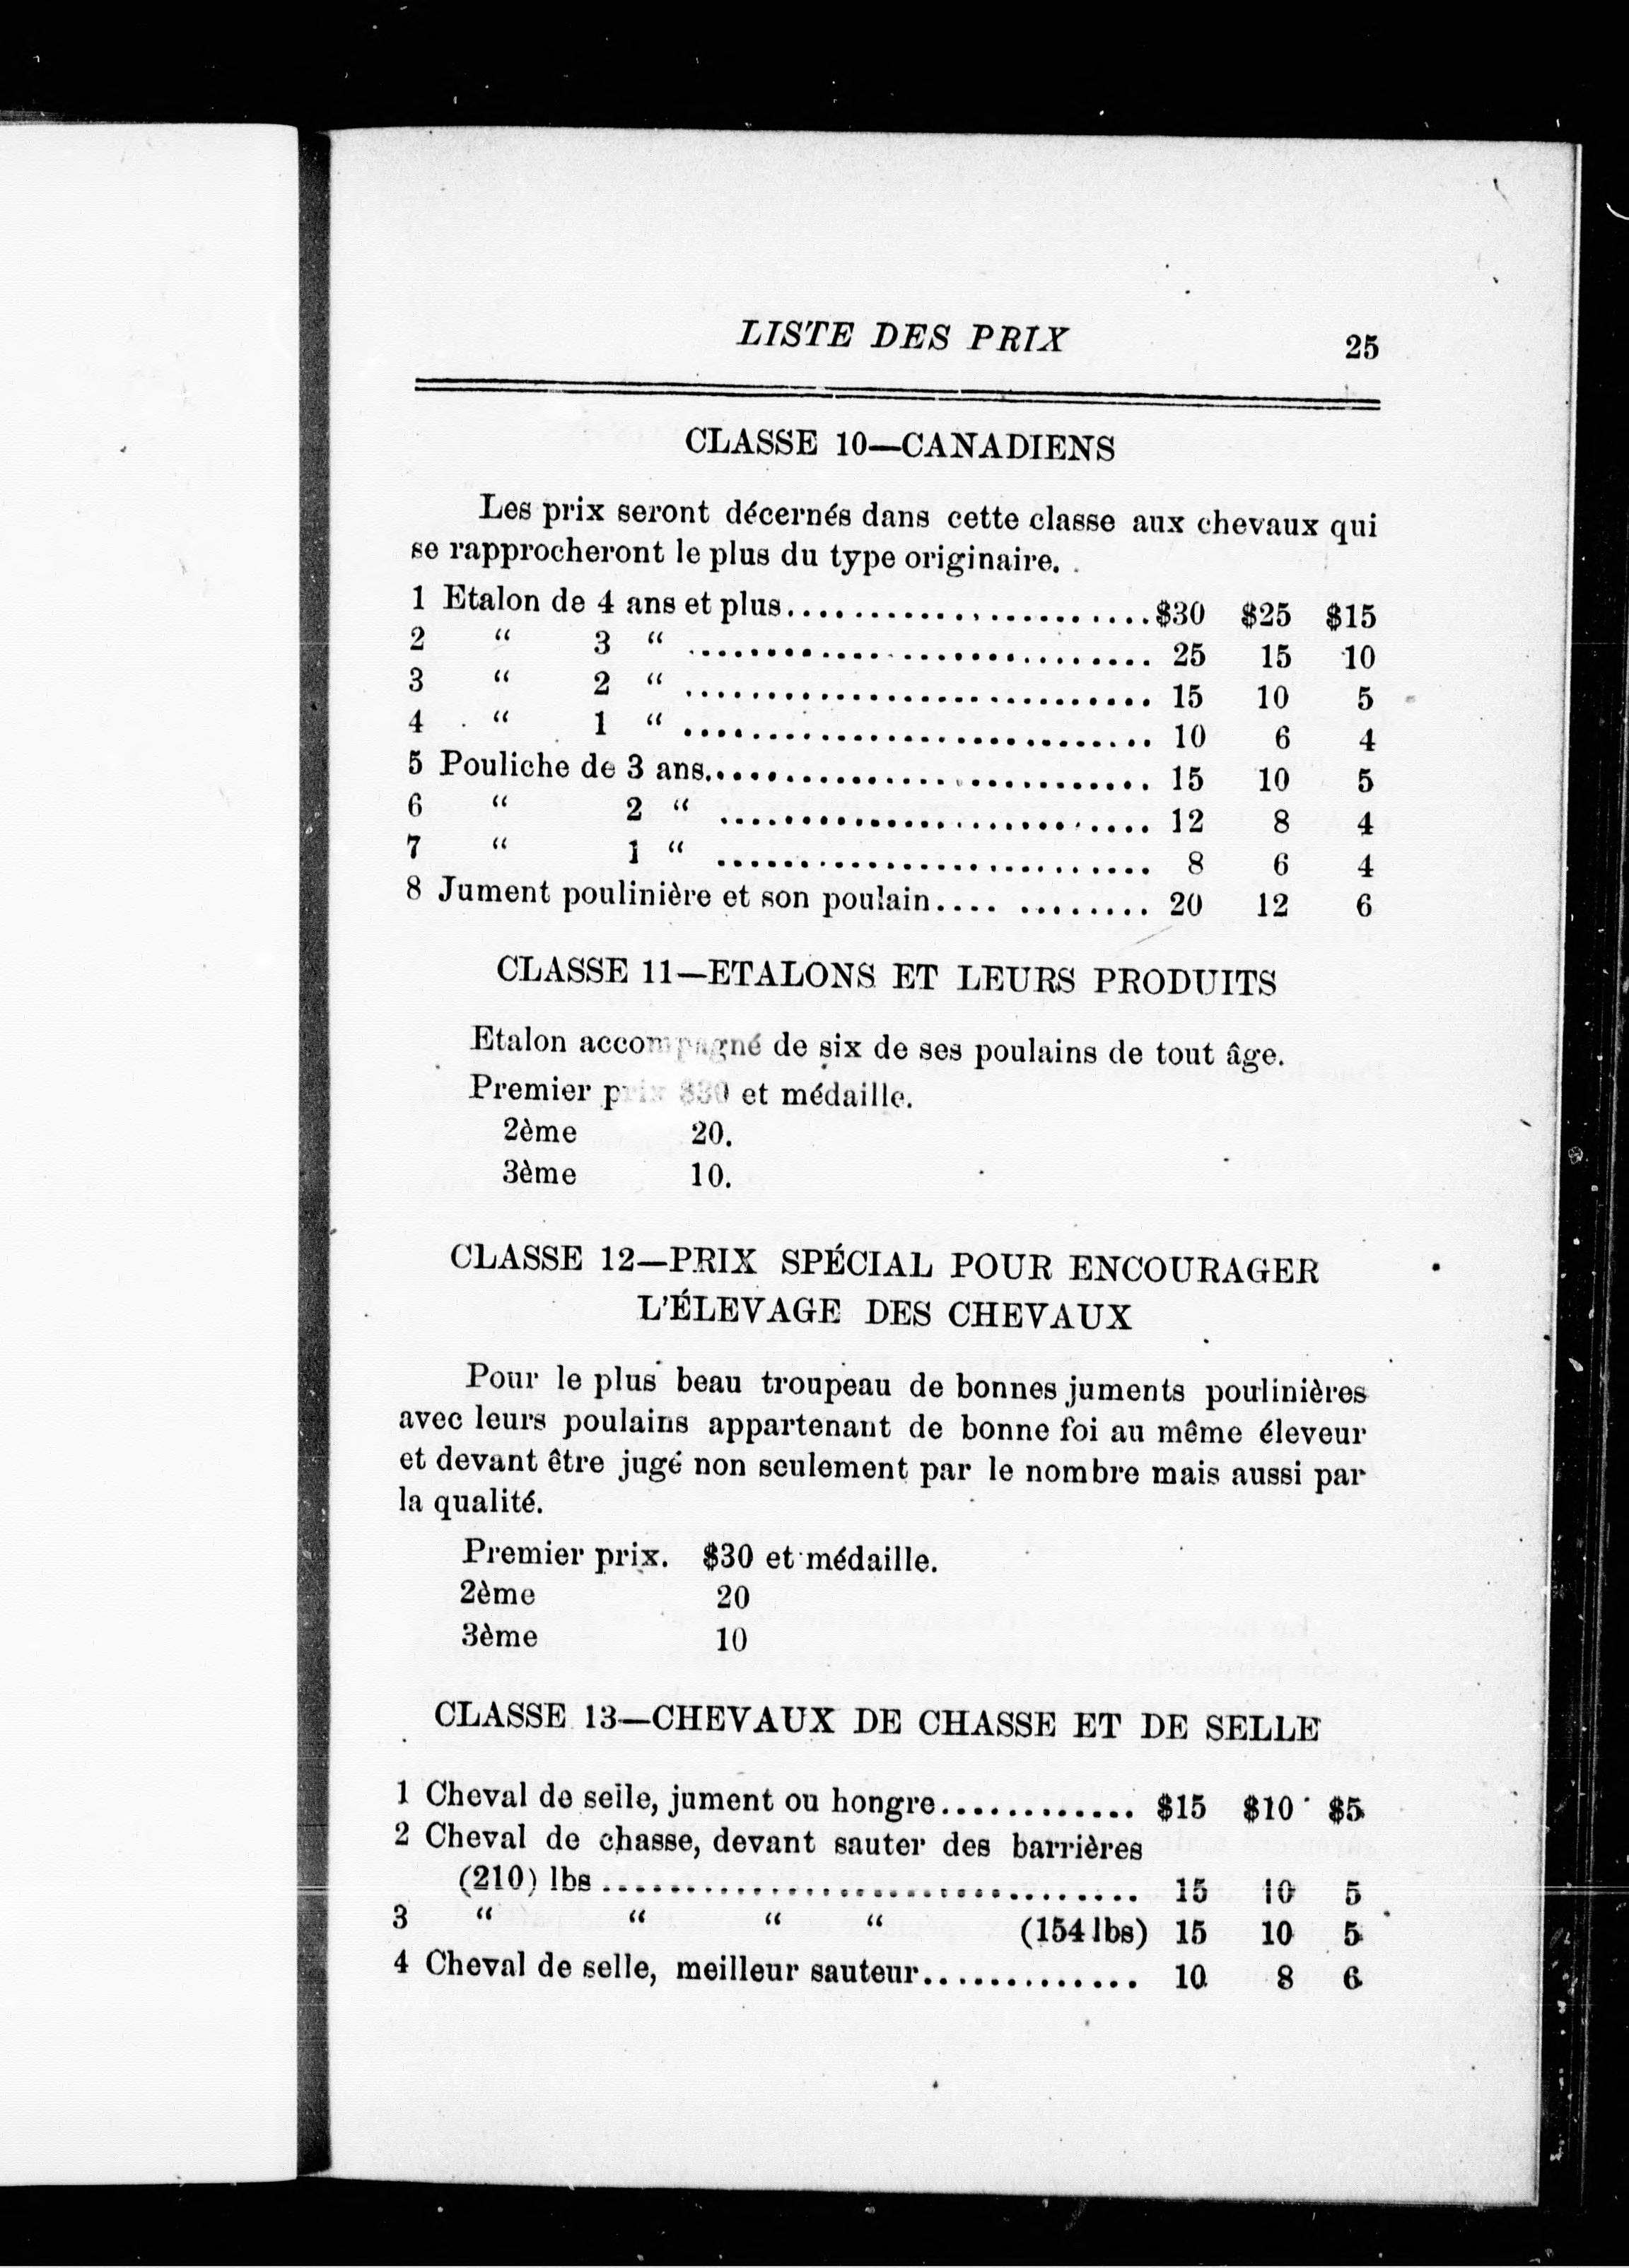 LISTE DES PRIX 25
CLASSE 10—CANADIENS
Les prix seront décernés dans cette classe aux chevaux qui
se rapprocheront le plus du type originaire.
1 Etalon de 4 ans et plus.............................$30 $25 $15
2 “ 3 “ .................................. 25 15 10
3 “ 2 “ .................................. 15 10 5
4 “ 1 “ .................................. 10 6 4
5 Pouliche de 3 ans.................................. 15 10 5
6 “ 2 “ ................................ 12 8 4
7 “ 1 “ ................................ 8 6 4
8 Jument poulinière et son poulain.... ........ 20 12 6
CLASSE 11—ETALONS ET LEURS PRODUITS
Etalon accompagné de six de ses poulains de tout âge.
Premier prix $30 et médaille.
2ème 20.
3ème 10.
CLASSE 12—PRIX SPÉCIAL POUR ENCOURAGER
L'ÉLEVAGE DES CHEVAUX
Pour le plus beau troupeau de bonnes juments poulinières
avec leurs poulains appartenant de bonne foi au même éleveur
et devant être jugé non seulement par le nombre mais aussi par
la qualité.
Premier prix. $30 et médaille.
2ème 20
3ème 10
CLASSE 13—CHEVAUX DE CHASSE ET DE SELLE
1 Cheval de selle, jument ou hongre............ $15 $10 $5
2 Cheval de chasse, devant sauter des barrières
(210) lbs .................................. 15 10 5
3 “ “ “ “ (154 lbs) 15 10 5
4 Cheval de selle, meilleur sauteur............. 10 8 6